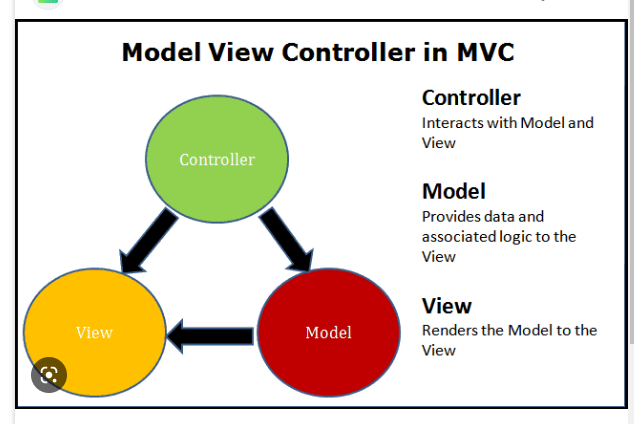 Model View Controller in MVC
Controller
Interacts with Model and
View
Model
Provides data and
associated logic to the
View
View
Renders the Model to the
View
Controller
View
Model